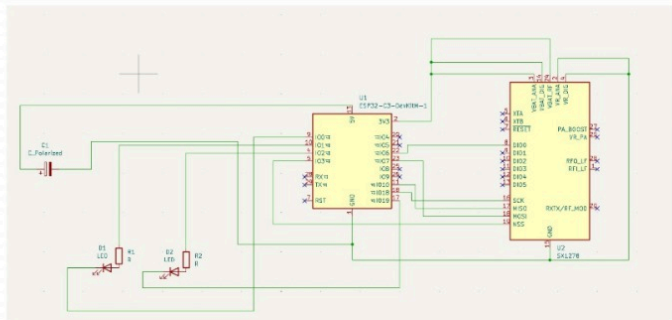 U1
ESP32-C3-DevKitM-1
5V
3V3
IO0
IO1
IO2
IO3
RX
TX
RST
IO4
IO5
IO6
IO7
IO8
IO9
IO10
IO18
IO19
GND
C1
C_Polarized
D1
LED
R1
R
D2
LED
R2
R
VBAT_ANA
VBAT_DIG
VBAT_RF
VR_ANA
VR_DIG
XTA
XTB
RESET
DIO0
DIO1
DIO2
DIO3
DIO4
DIO5
SCK
MISO
MOSI
NSS
PA_BOOST
VR_PA
RFO_LF
RFI_LF
RXTX/RF_MOD
GND
U2
SX1278